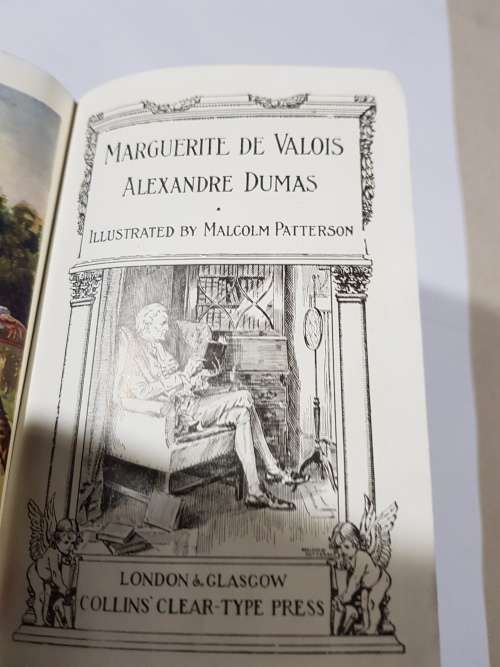 MARGUERITE DE VALOIS
ALEXANDRE DUMAS
ILLUSTRATED BY MALCOLM PATTERSON
LONDON & GLASGOW
COLLINS' CLEAR-TYPE PRESS